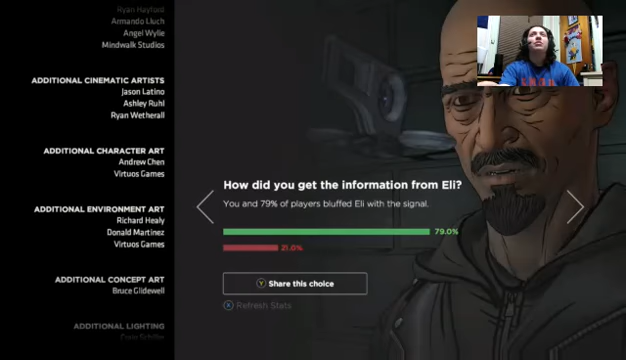 Ryan Hayford
Armando Lluch
Angel Wylie
Mindwalk Studios
ADDITIONAL CINEMATIC ARTISTS
Jason Latino
Ashley Ruhl
Ryan Wetherall
ADDITIONAL CHARACTER ART
Andrew Chen
Virtuos Games
ADDITIONAL ENVIRONMENT ART
Richard Healy
Donald Martinez
Virtuos Games
ADDITIONAL CONCEPT ART
Bruce Glidewell
ADDITIONAL LIGHTING
How did you get the information from Eli?
You and 79% of players bluffed Eli with the signal.
79.0%
21.0%
Y Share this choice
X Refresh Stats